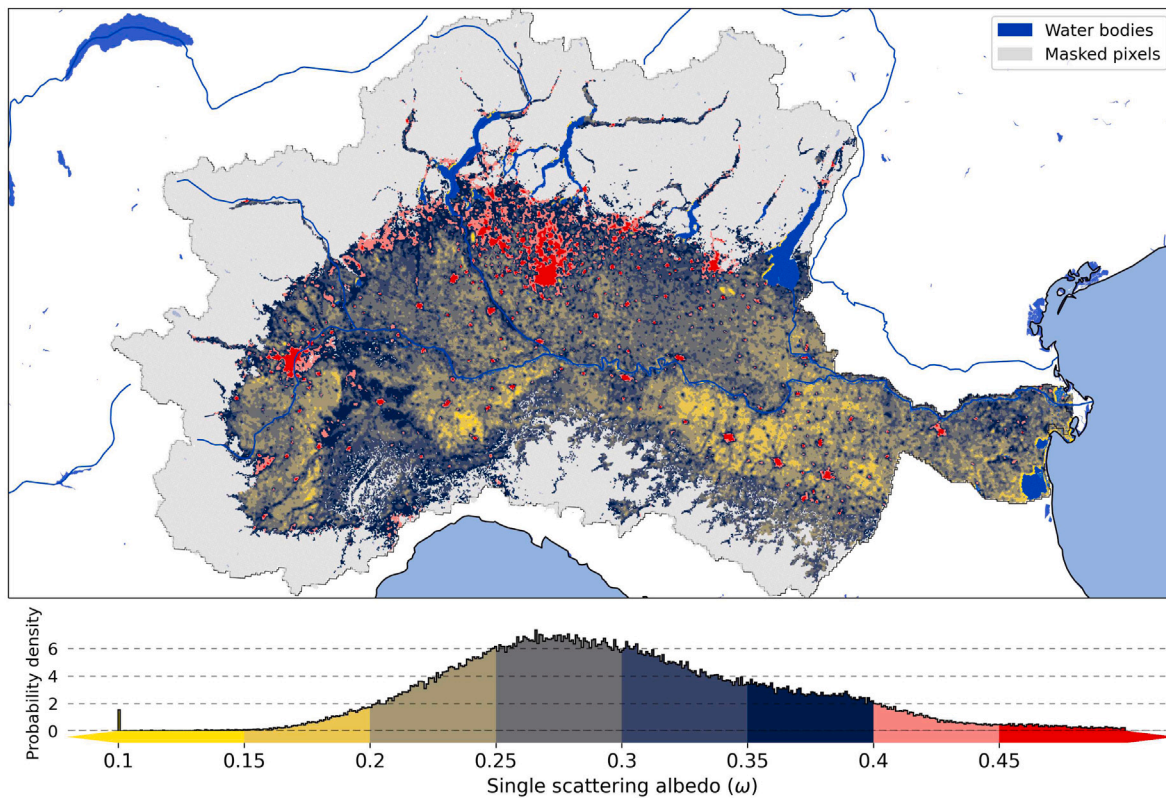 Water bodies
Masked pixels
Probability density
6
4
2
0
0.1 0.15 0.2 0.25 0.3 0.35 0.4 0.45
Single scattering albedo (ω)